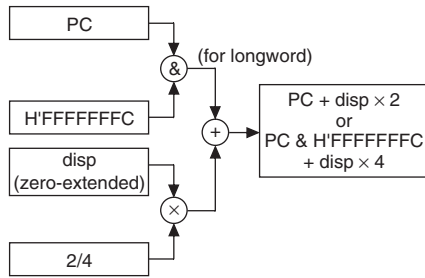 PC
(for longword)
&
H'FFFFFFFC
+
PC + disp × 2
or
PC & H'FFFFFFFC
+ disp × 4
disp
(zero-extended)
×
2/4